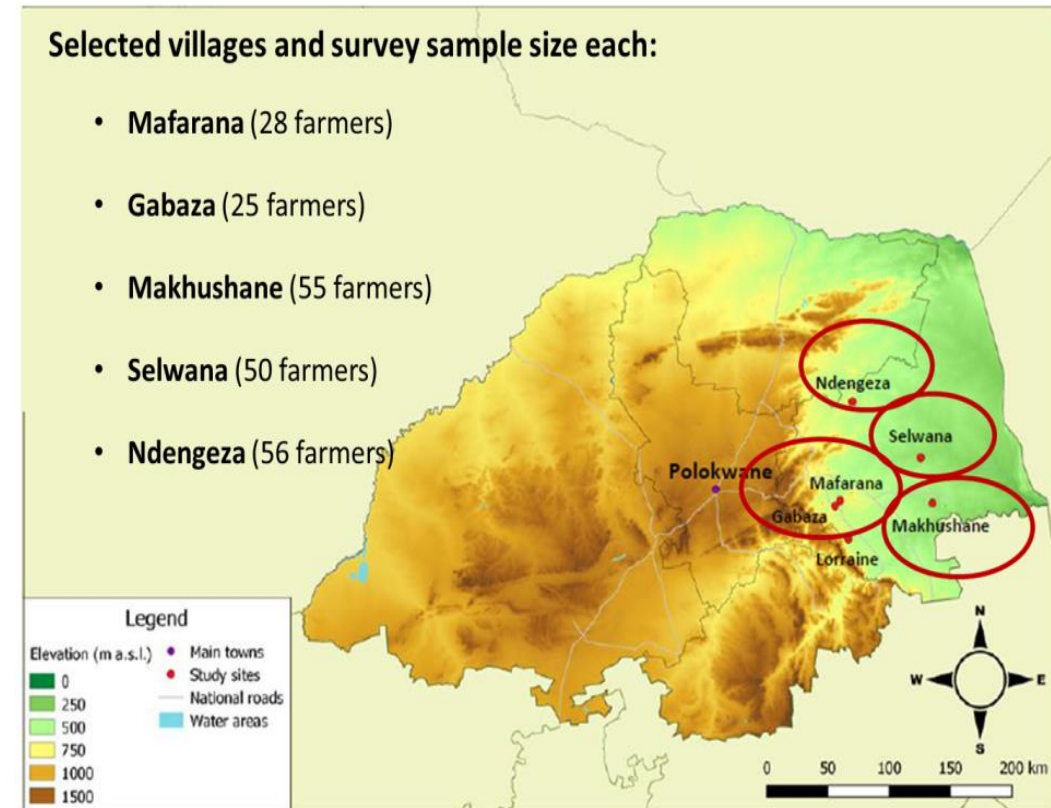 Selected villages and survey sample size each:
• Mafarana (28 farmers)
• Gabaza (25 farmers)
• Makhushane (55 farmers)
• Selwana (50 farmers)
• Ndengeza (56 farmers)
Ndengeza
Selwana
Polokwane
Mafarana
Gabaza
Makhushane
Lorraine
Legend
Elevation (m a.s.l.)
0
250
500
750
1000
1500
Main towns
Study sites
National roads
Water areas
N
W E
S
0 50 100 150 200 km